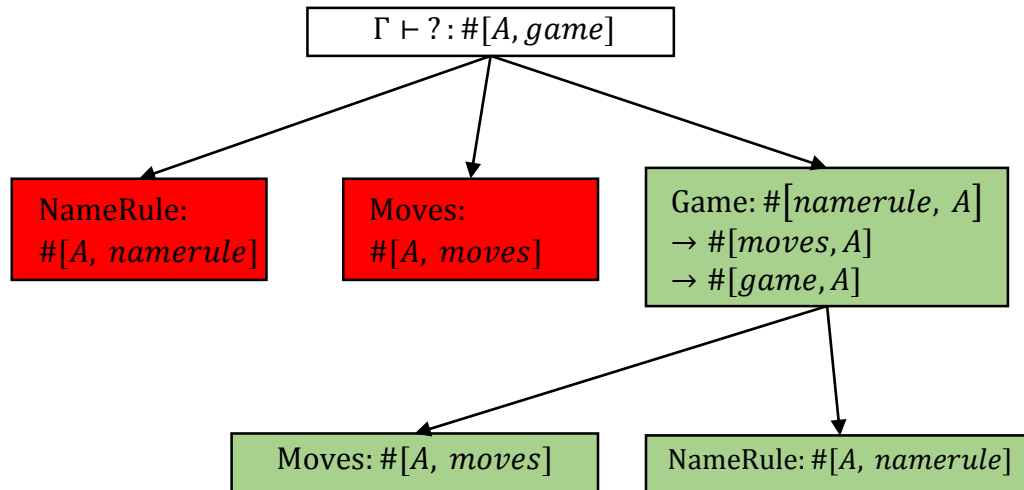 Γ ⊢ ? : #[A, game]
NameRule:
#[A, namerule]
Moves:
#[A, moves]
Game: #[namerule, A]
→ #[moves, A]
→ #[game, A]
Moves: #[A, moves]
NameRule: #[A, namerule]